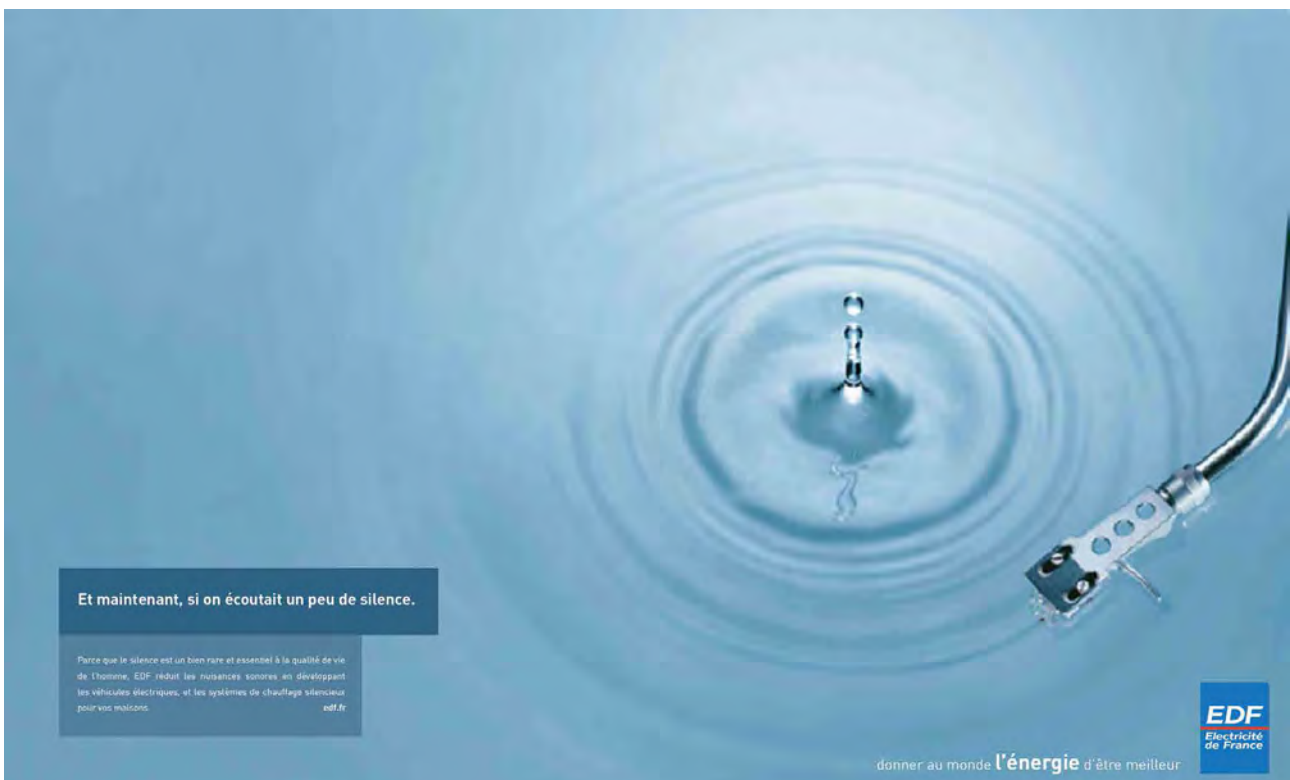 Et maintenant, si on écoutait un peu de silence.
Parce que le silence est un bien rare et essentiel à la qualité de vie
de l'homme, EDF réduit les nuisances sonores en développant
les véhicules électriques, et les systèmes de chauffage silencieux
pour vos maisons. edf.fr
EDF
Electricité
de France
donner au monde l'énergie d'être meilleur